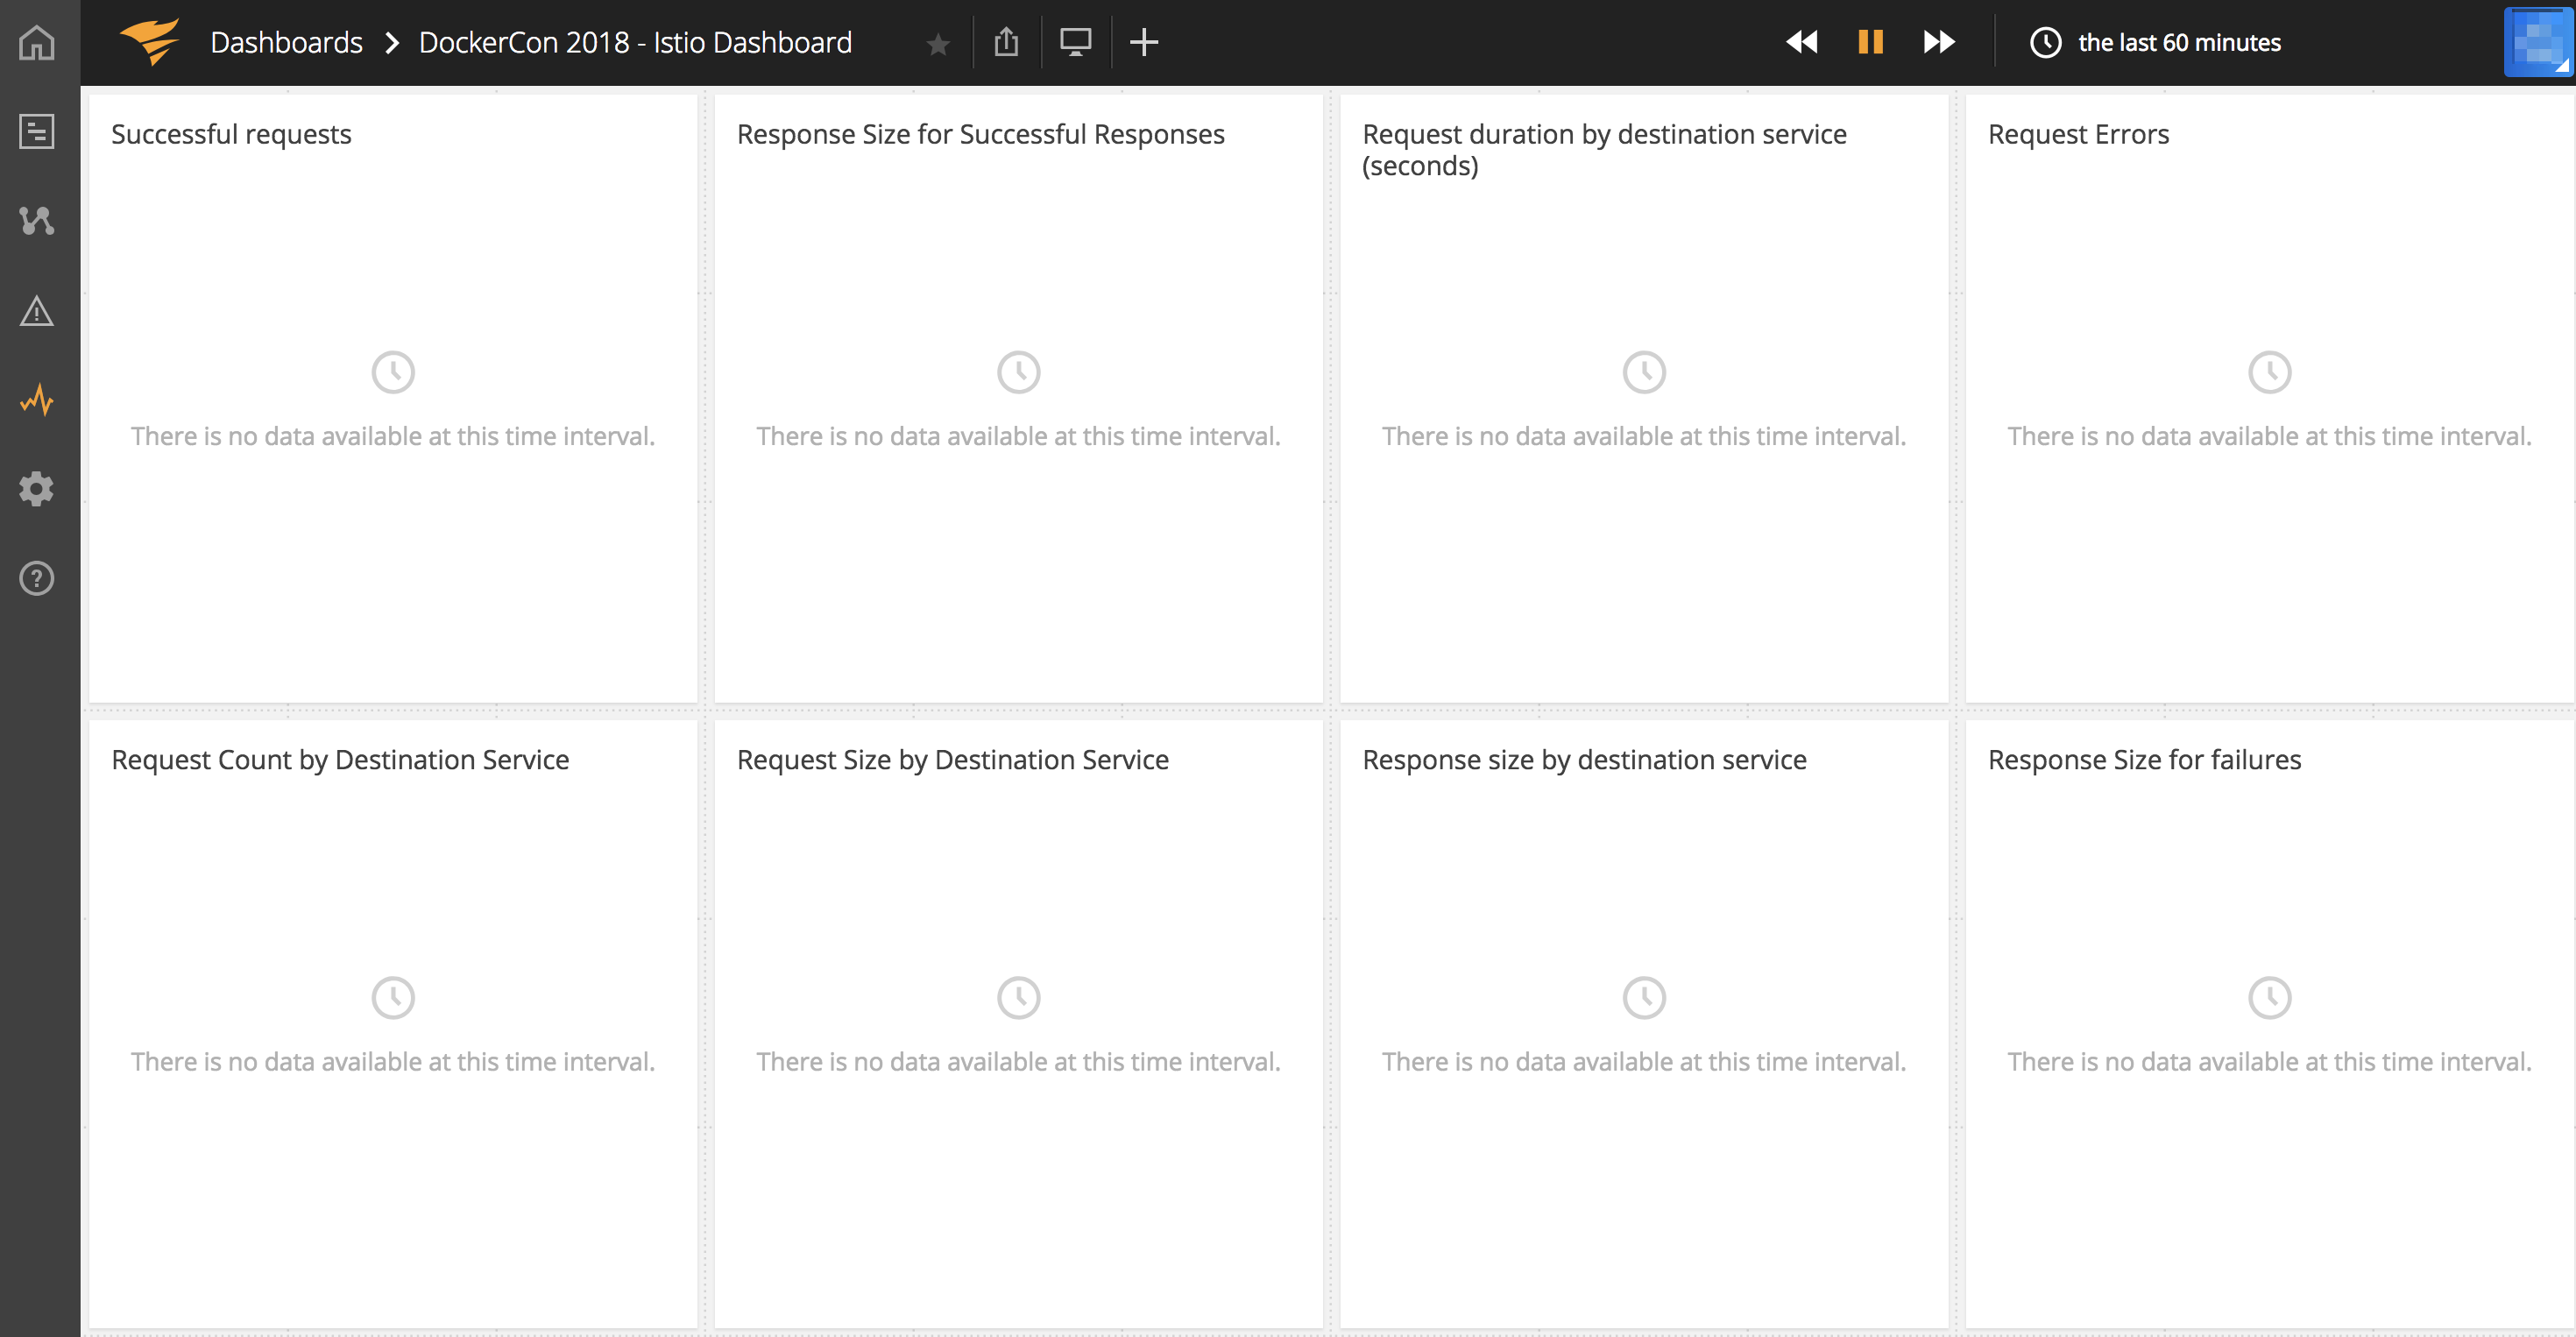 Dashboards > DockerCon 2018 - Istio Dashboard
the last 60 minutes
Successful requests
There is no data available at this time interval.
Response Size for Successful Responses
There is no data available at this time interval.
Request duration by destination service
(seconds)
There is no data available at this time interval.
Request Errors
There is no data available at this time interval.
Request Count by Destination Service
There is no data available at this time interval.
Request Size by Destination Service
There is no data available at this time interval.
Response size by destination service
There is no data available at this time interval.
Response Size for failures
There is no data available at this time interval.